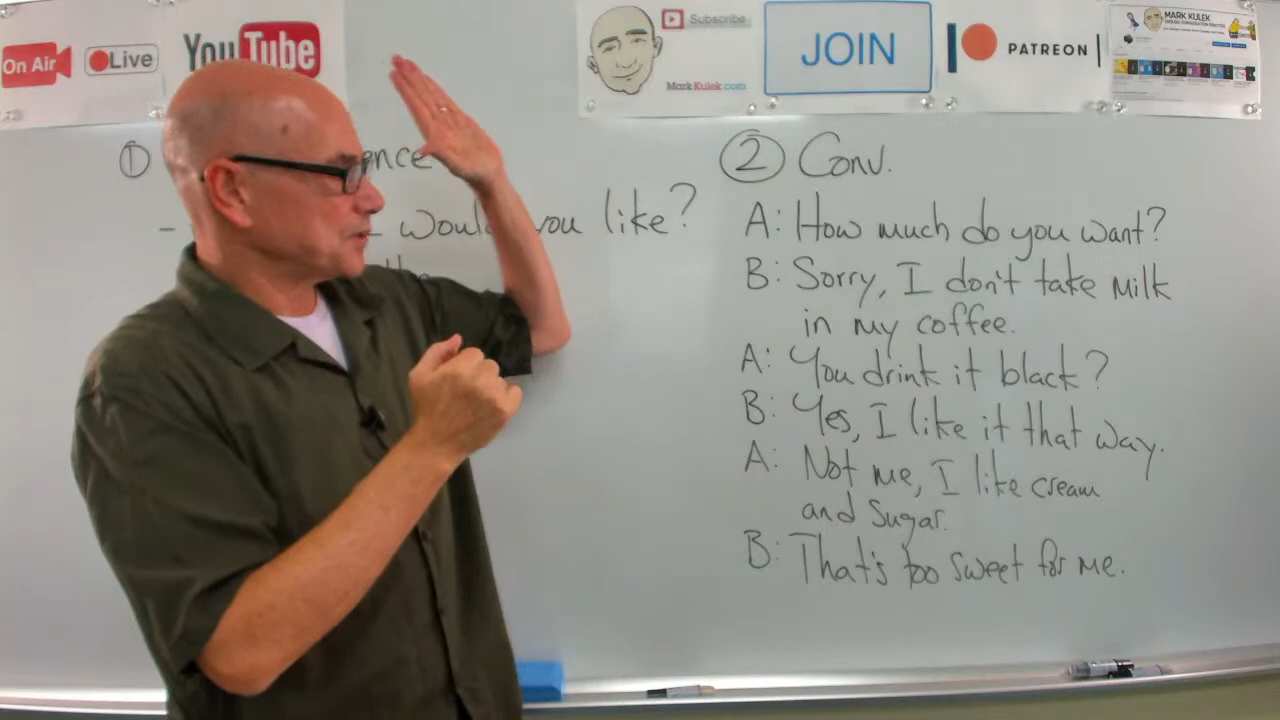 On Air
Live
YouTube
Subscribe
MarkKulek.com
JOIN
PATREON
MARK KULEK
① ence
- would you like?
② Conv.
A: How much do you want?
B: Sorry, I don't take milk
in my coffee.
A: You drink it black?
B: Yes, I like it that way.
A: Not me, I like cream
and sugar.
B: That's too sweet for me.